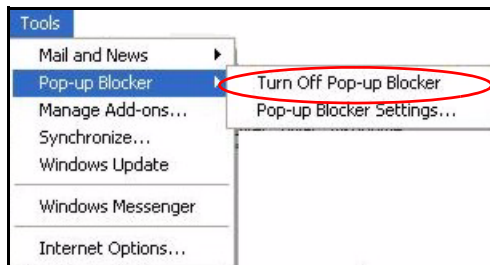 Tools
Mail and News
Pop-up Blocker
Turn Off Pop-up Blocker
Manage Add-ons...
Pop-up Blocker Settings...
Synchronize...
Windows Update
Windows Messenger
Internet Options...